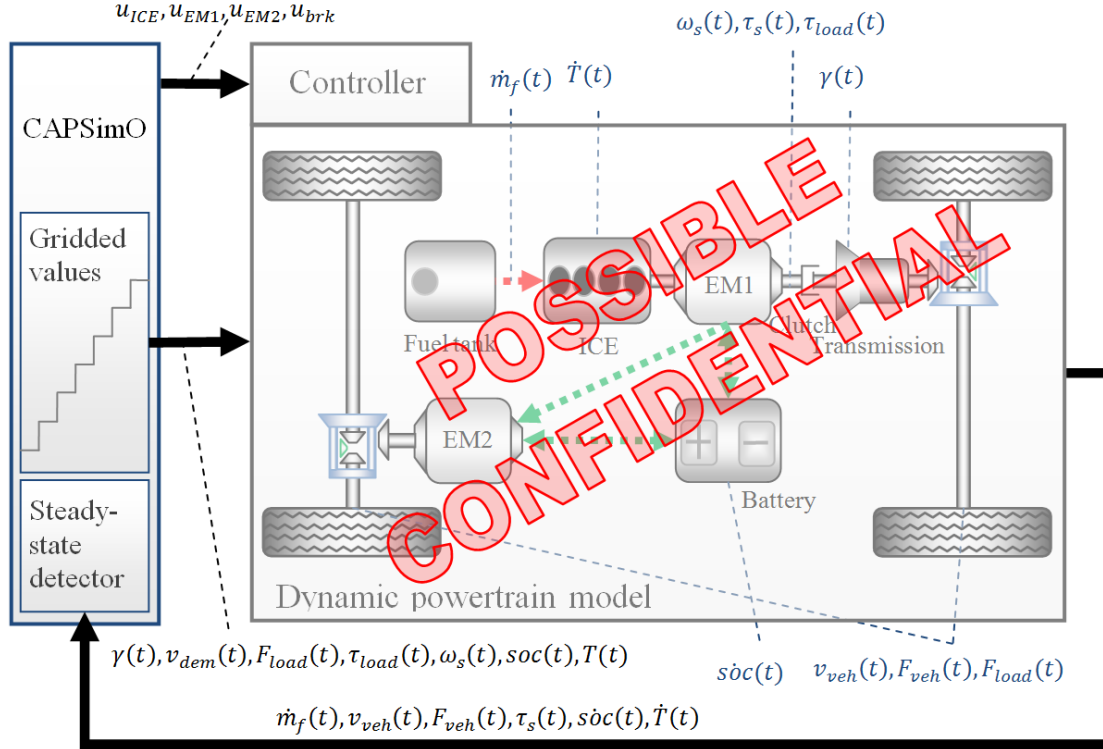 u_ICE, u_EM1, u_EM2, u_brk
ω_s(t), τ_s(t), τ_load(t)
ṁ_f(t) Ṫ(t)
γ(t)
Controller
CAPSimO
Gridded
values
Steady-
state
detector
Fuel tank
ICE
EM1
Clutch
Transmission
EM2
Battery
POSSIBLE
CONFIDENTIAL
Dynamic powertrain model
γ(t), v_dem(t), F_load(t), τ_load(t), ω_s(t), soc(t), T(t)
sȯc(t)
v_veh(t), F_veh(t), F_load(t)
ṁ_f(t), v_veh(t), F_veh(t), τ_s(t), sȯc(t), Ṫ(t)